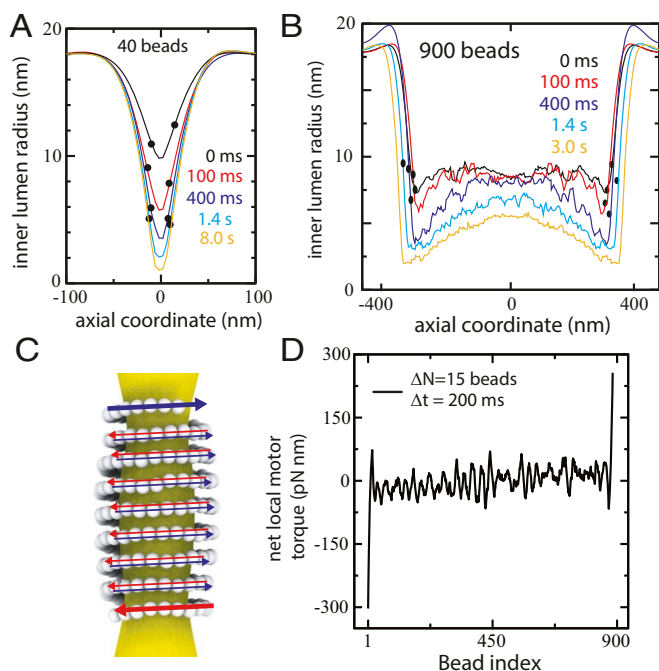 A
40 beads
20
10
0
inner lumen radius (nm)
0 ms
100 ms
400 ms
1.4 s
8.0 s
-100
0
100
axial coordinate (nm)
B
900 beads
20
15
10
5
0
inner lumen radius (nm)
0 ms
100 ms
400 ms
1.4 s
3.0 s
-400
0
400
axial coordinate (nm)
C
D
300
150
0
-150
-300
net local motor
torque (pN nm)
ΔN=15 beads
Δt = 200 ms
1
450
900
Bead index